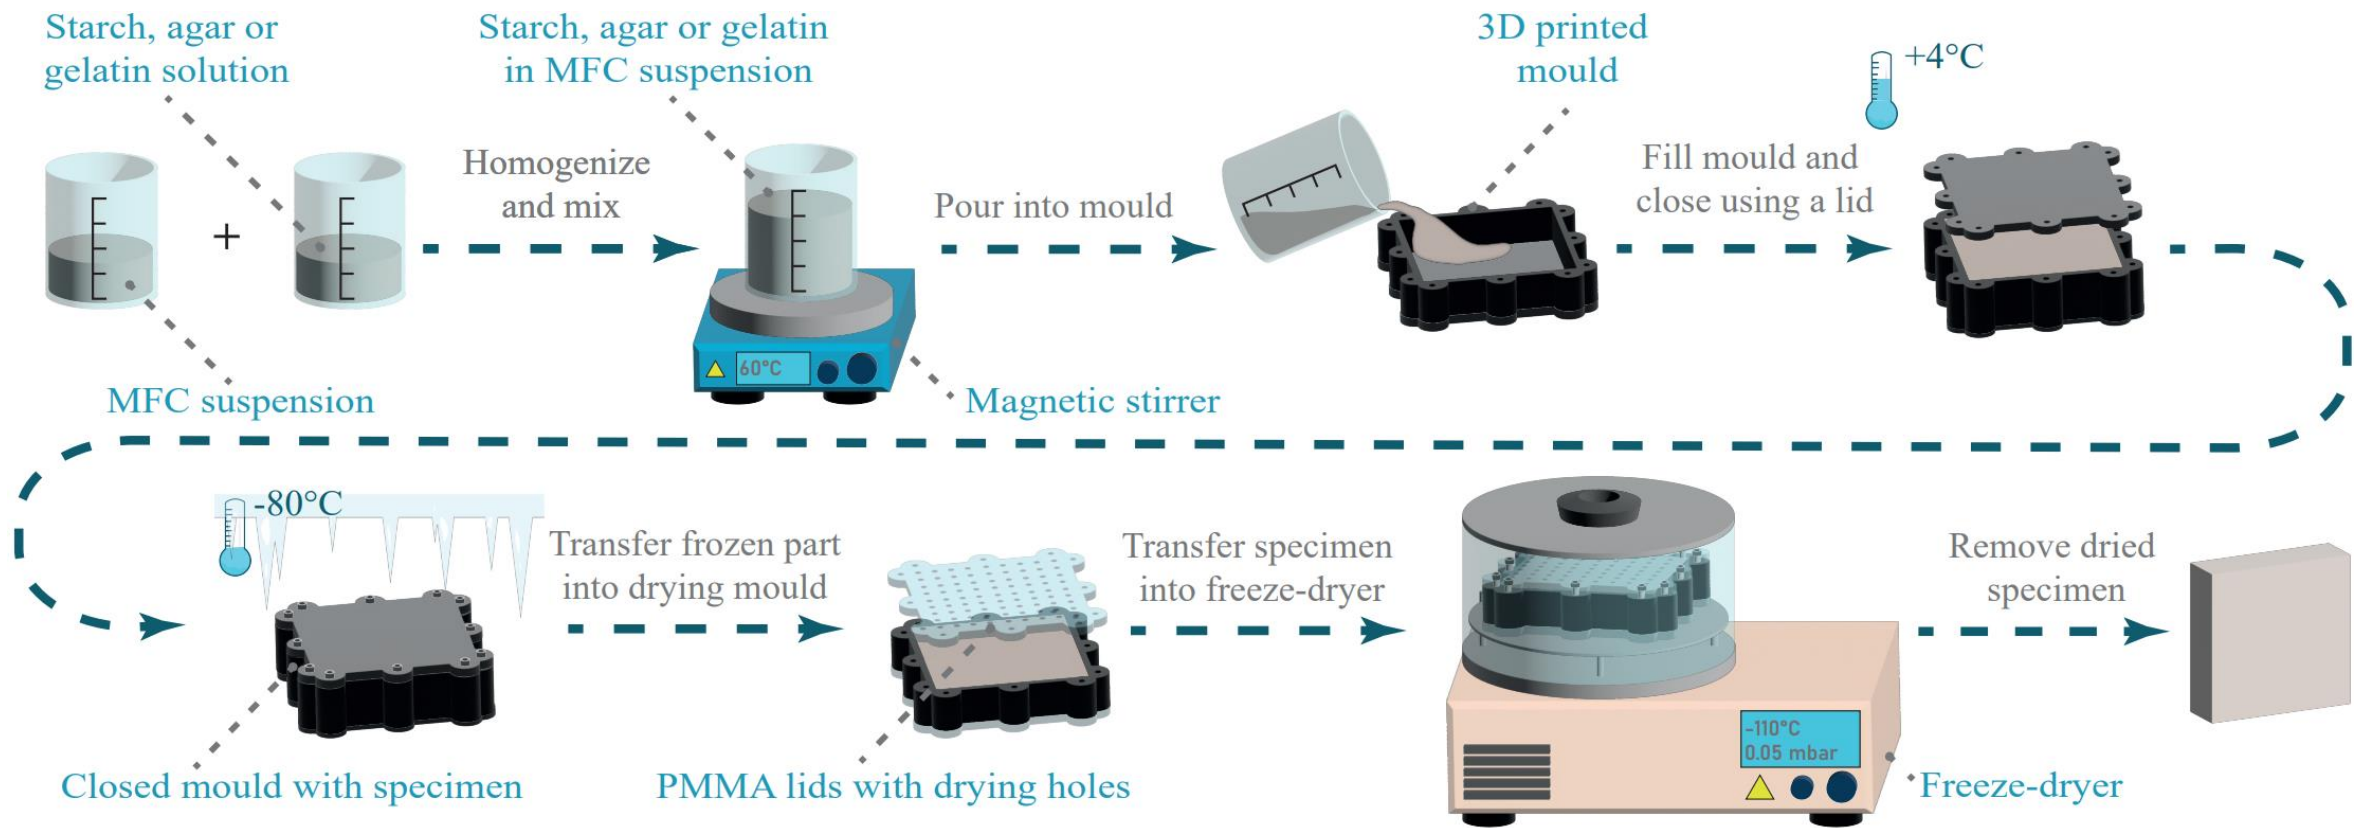 Starch, agar or
gelatin solution
Starch, agar or gelatin
in MFC suspension
3D printed
mould
+4°C
Homogenize
and mix
Pour into mould
Fill mould and
close using a lid
+
60°C
MFC suspension
Magnetic stirrer
-80°C
Transfer frozen part
into drying mould
Transfer specimen
into freeze-dryer
Remove dried
specimen
-110°C
0.05 mbar
Closed mould with specimen
PMMA lids with drying holes
Freeze-dryer